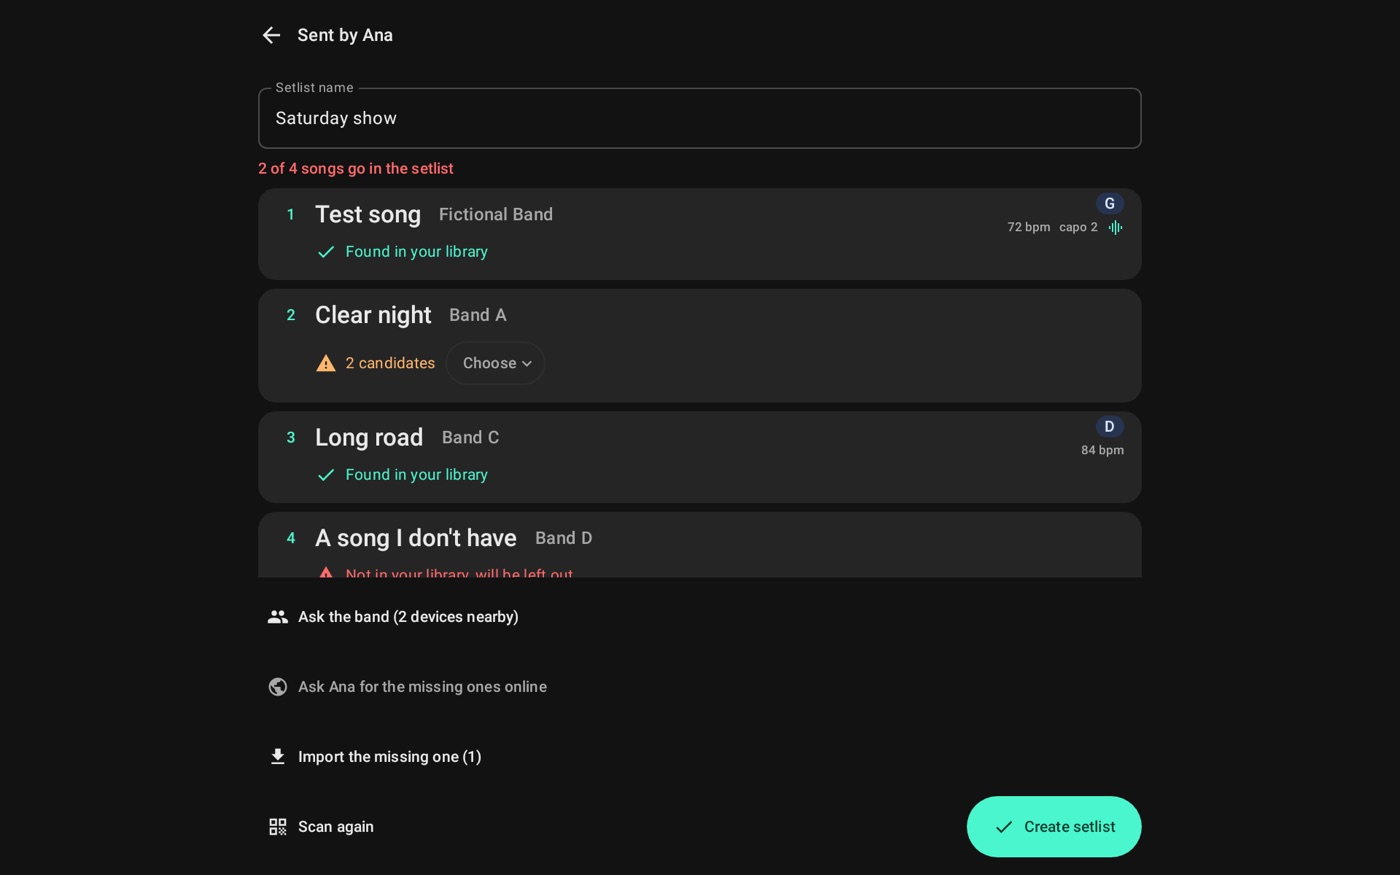 Sent by Ana
Setlist name
Saturday show
2 of 4 songs go in the setlist
1 Test song Fictional Band G
72 bpm capo 2
Found in your library
2 Clear night Band A
2 candidates Choose
3 Long road Band C D
84 bpm
Found in your library
4 A song I don't have Band D
Not in your library, will be left out
Ask the band (2 devices nearby)
Ask Ana for the missing ones online
Import the missing one (1)
Scan again
Create setlist